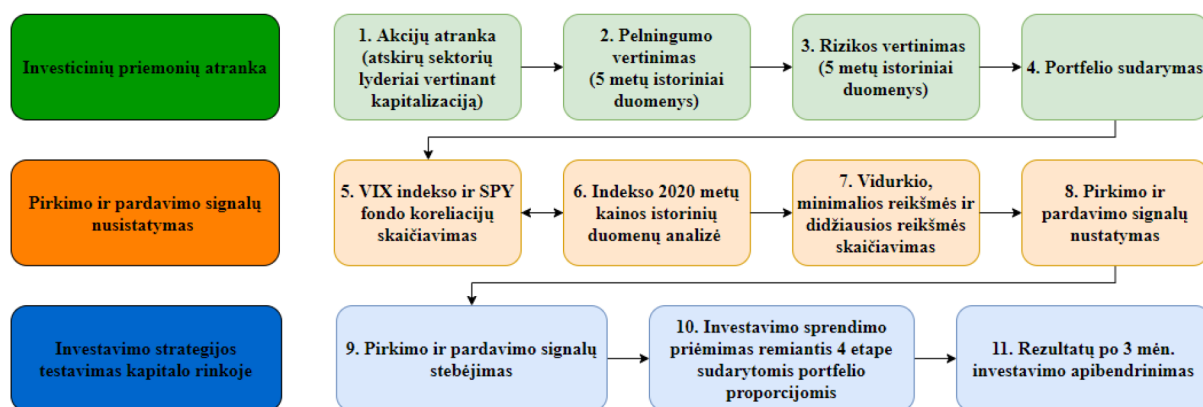 Investicinių priemonių atranka
1. Akcijų atranka
(atskirų sektorių
lyderiai vertinant
kapitalizaciją)
2. Pelningumo
vertinimas
(5 metų istoriniai
duomenys)
3. Rizikos vertinimas
(5 metų istoriniai
duomenys)
4. Portfelio sudarymas
Pirkimo ir pardavimo signalų
nusistatymas
5. VIX indekso ir SPY
fondo koreliacijų
skaičiavimas
6. Indekso 2020 metų
kainos istorinių
duomenų analizė
7. Vidurkio,
minimalios reikšmės ir
didžiausios reikšmės
skaičiavimas
8. Pirkimo ir
pardavimo signalų
nustatymas
Investavimo strategijos
testavimas kapitalo rinkoje
9. Pirkimo ir pardavimo signalų
stebėjimas
10. Investavimo sprendimo
priėmimas remiantis 4 etape
sudarytomis portfelio
proporcijomis
11. Rezultatų po 3 mėn.
investavimo apibendrinimas